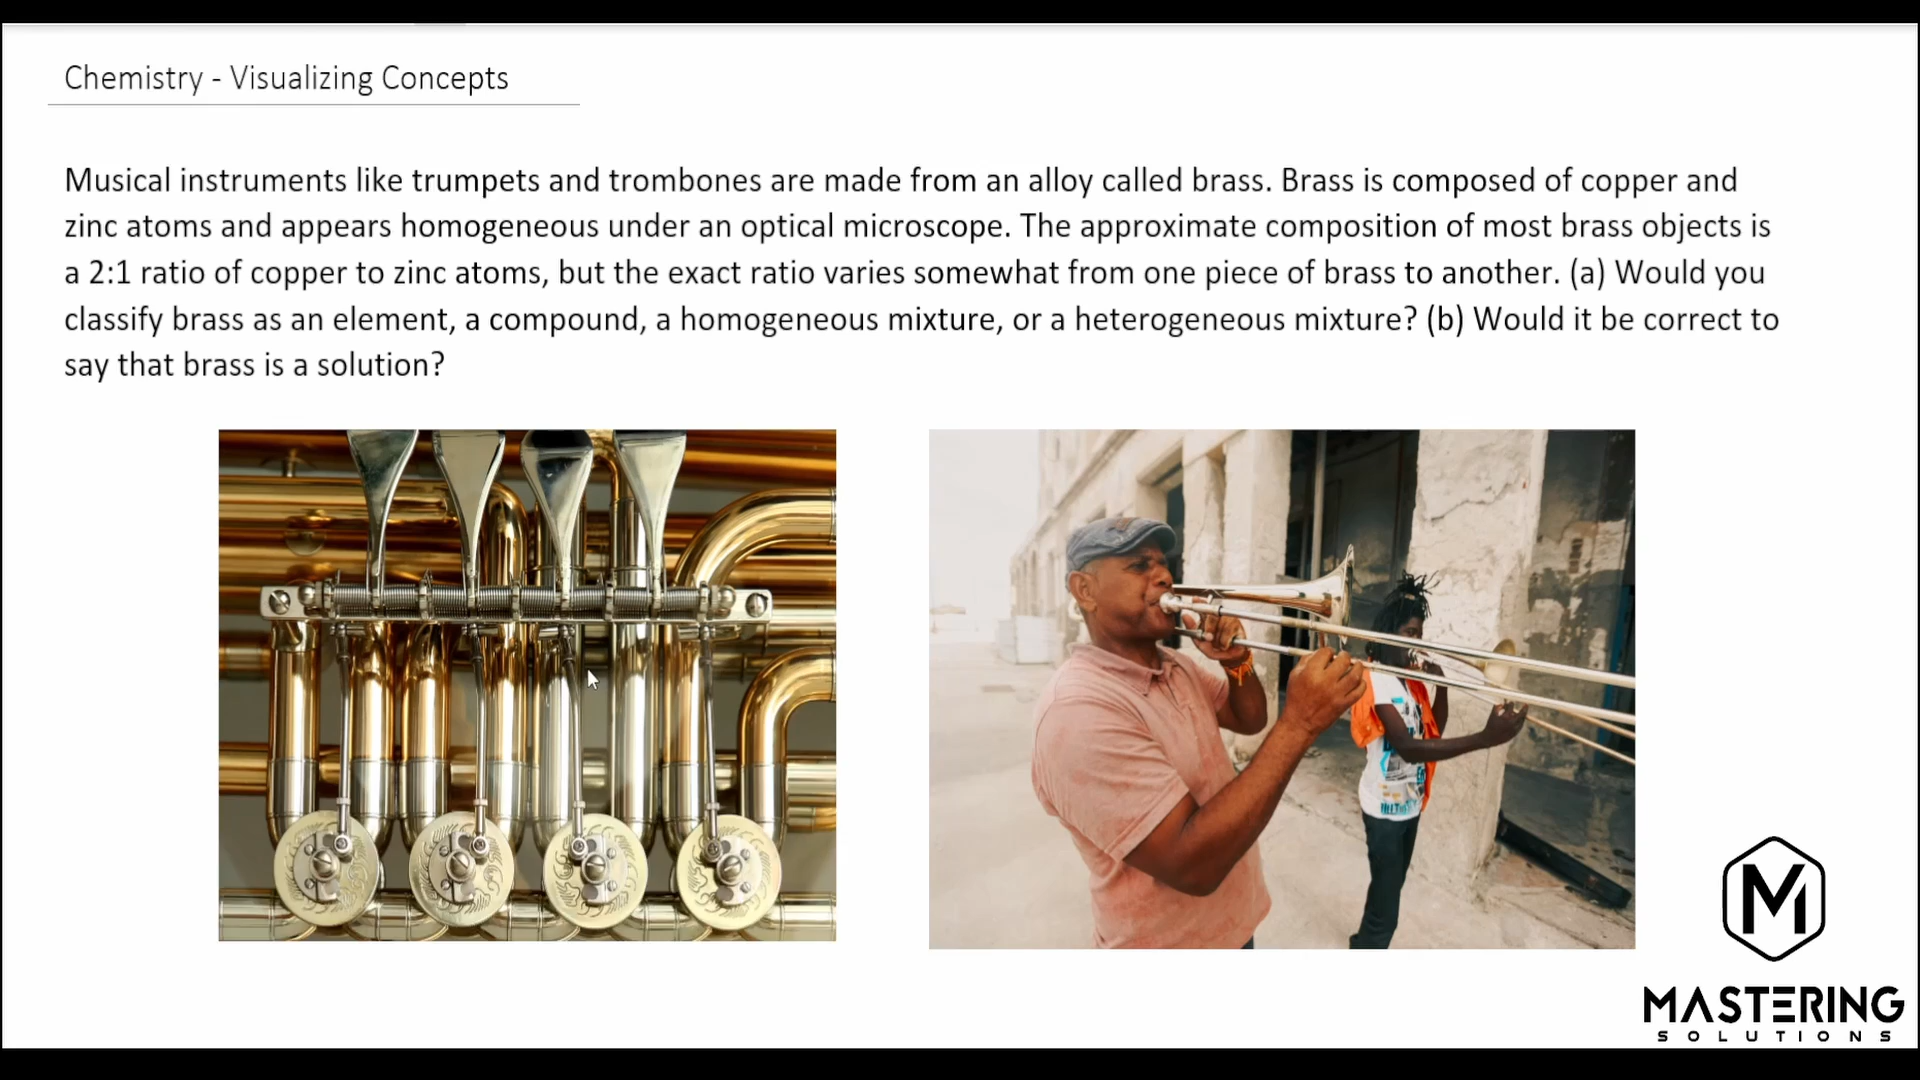 Chemistry - Visualizing Concepts
Musical instruments like trumpets and trombones are made from an alloy called brass. Brass is composed of copper and
zinc atoms and appears homogeneous under an optical microscope. The approximate composition of most brass objects is
a 2:1 ratio of copper to zinc atoms, but the exact ratio varies somewhat from one piece of brass to another. (a) Would you
classify brass as an element, a compound, a homogeneous mixture, or a heterogeneous mixture? (b) Would it be correct to
say that brass is a solution?
M
MASTERING
SOLUTIONS